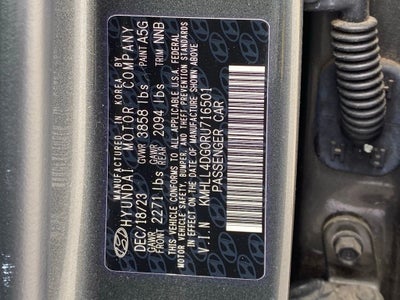 MANUFACTURED IN KOREA BY
HYUNDAI MOTOR COMPANY
DEC/18/23 GVWR 3858 lbs PAINT A5G
GAWR FRONT 2271 lbs GAWR REAR 2094 lbs TRIM NNB
THIS VEHICLE CONFORMS TO ALL APPLICABLE U.S.A. FEDERAL
MOTOR VEHICLE SAFETY, BUMPER, AND THEFT PREVENTION STANDARDS
IN EFFECT ON THE DATE OF MANUFACTURE SHOWN ABOVE
V.I.N KMHLL4DG0RU716501
PASSENGER CAR